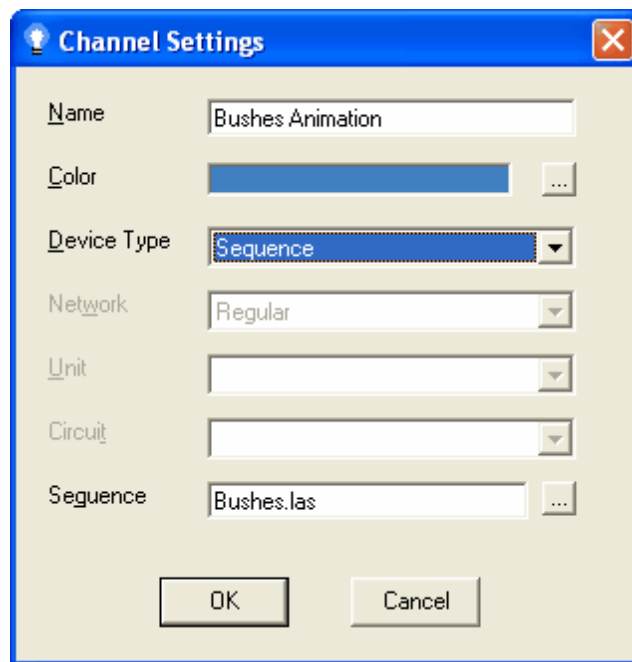 Channel Settings
Name Bushes Animation
Color ...
Device Type Sequence
Network Regular
Unit
Circuit
Sequence Bushes.las ...
OK Cancel